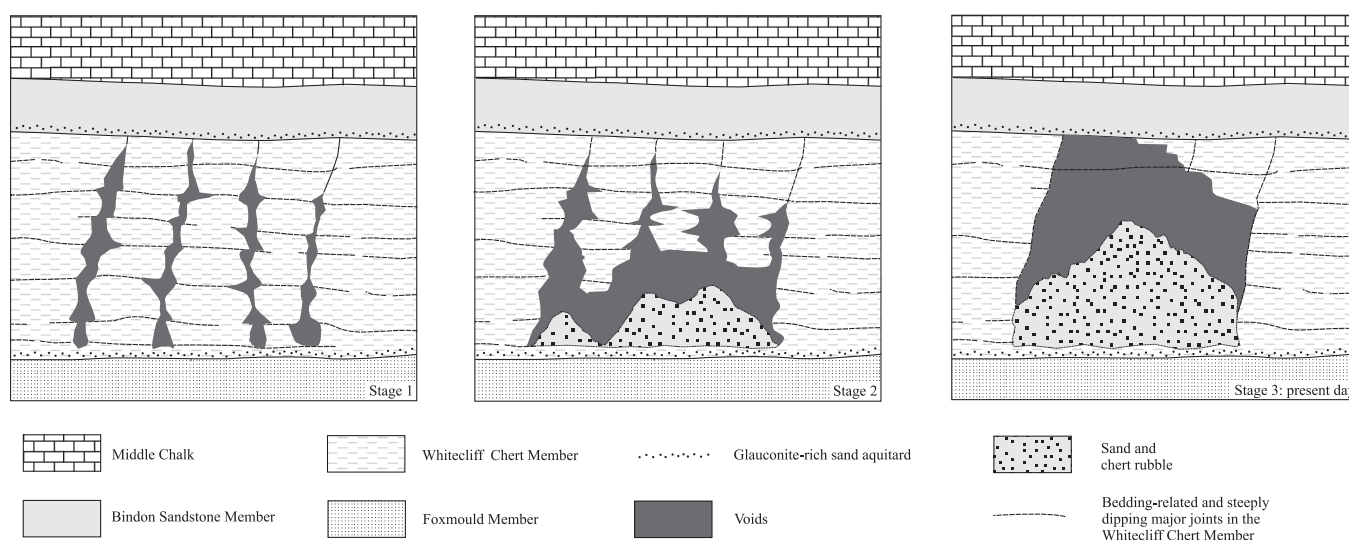 Stage 1
Stage 2
Stage 3: present day
Middle Chalk
Whitecliff Chert Member
Glauconite-rich sand aquitard
Sand and
chert rubble
Bindon Sandstone Member
Foxmould Member
Voids
Bedding-related and steeply
dipping major joints in the
Whitecliff Chert Member